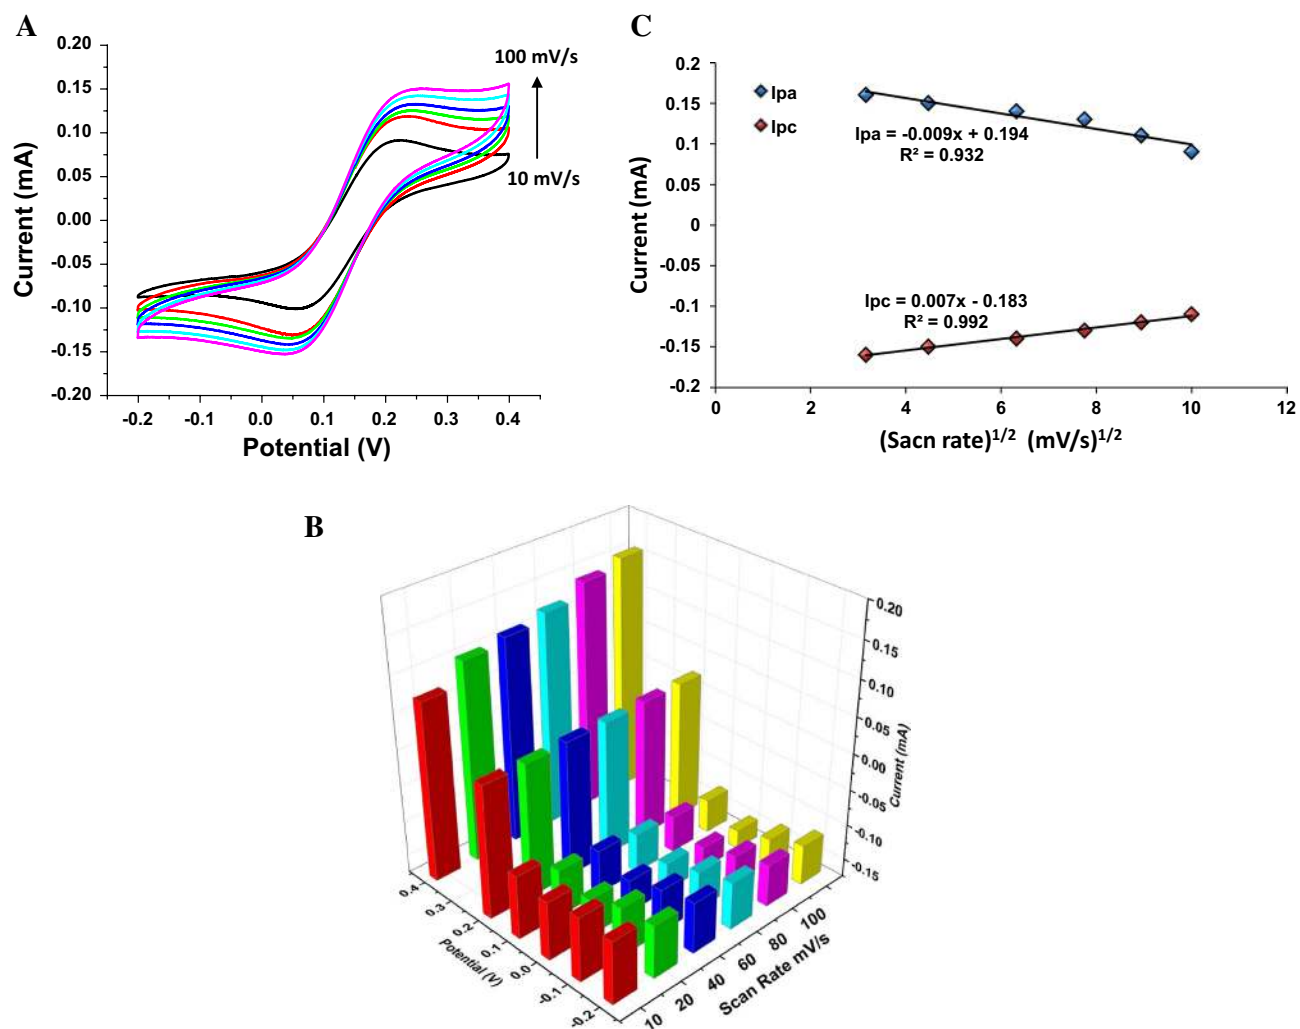 A
0.20
0.15
0.10
0.05
0.00
-0.05
-0.10
-0.15
-0.20
Current (mA)
-0.2 -0.1 0.0 0.1 0.2 0.3 0.4
Potential (V)
100 mV/s
10 mV/s
C
0.2
0.15
0.1
0.05
0
-0.05
-0.1
-0.15
-0.2
Current (mA)
Ipa
Ipc
Ipa = -0.009x + 0.194
R² = 0.932
Ipc = 0.007x - 0.183
R² = 0.992
0 2 4 6 8 10 12
(Sacn rate)1/2 (mV/s)1/2
B
0.20
0.15
0.10
0.05
0.00
-0.05
-0.10
-0.15
Current (mA)
0.4
0.3
0.2
0.1
0.0
-0.1
-0.2
Potential (V)
10 20 40 60 80 100
Scan Rate mV/s